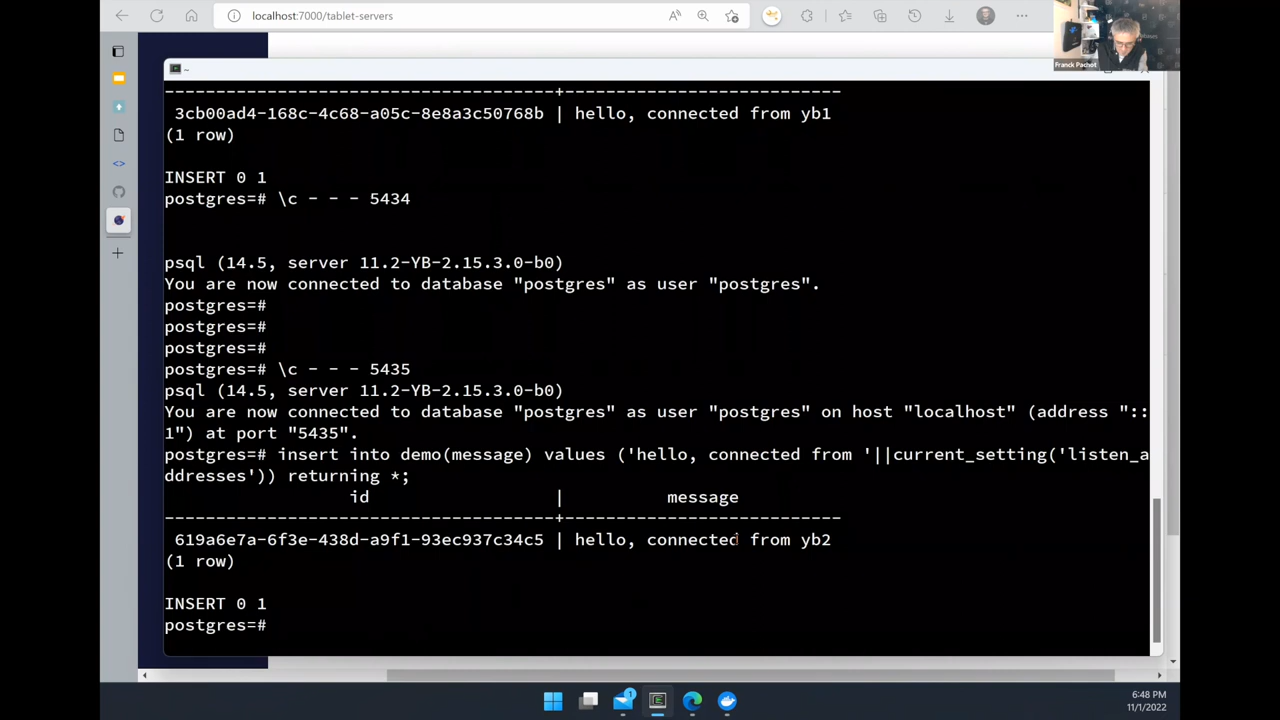 localhost:7000/tablet-servers
Franck Pachot
~
-----------------------------------------+---------------------------
3cb00ad4-168c-4c68-a05c-8e8a3c50768b | hello, connected from yb1
(1 row)
INSERT 0 1
postgres=# \c - - - 5434
psql (14.5, server 11.2-YB-2.15.3.0-b0)
You are now connected to database "postgres" as user "postgres".
postgres=#
postgres=#
postgres=#
postgres=# \c - - - 5435
psql (14.5, server 11.2-YB-2.15.3.0-b0)
You are now connected to database "postgres" as user "postgres" on host "localhost" (address "::
1") at port "5435".
postgres=# insert into demo(message) values ('hello, connected from '||current_setting('listen_a
ddresses')) returning *;
id | message
-----------------------------------------+---------------------------
619a6e7a-6f3e-438d-a9f1-93ec937c34c5 | hello, connected from yb2
(1 row)
INSERT 0 1
postgres=#
1
6:48 PM
11/1/2022